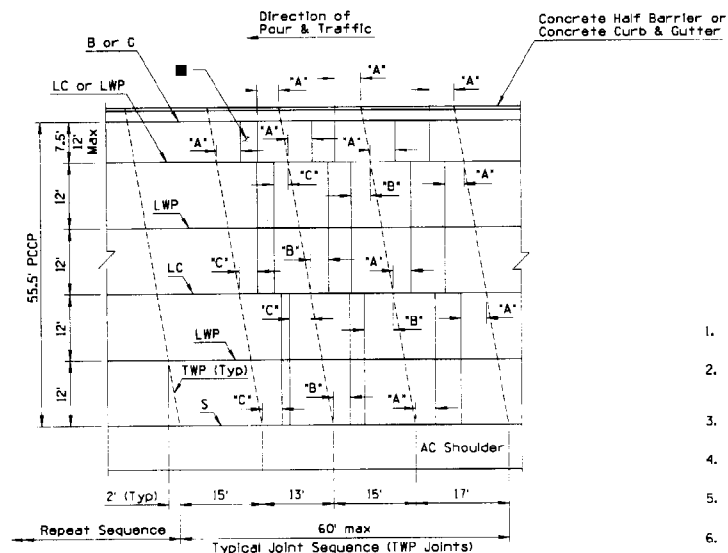 Direction of
Pour & Traffic
Concrete Half Barrier or
Concrete Curb & Gutter
B or G
LC or LWP
"A"
"A"
"A"
7.5'
12'
Max
"A"
"A"
"A"
"C"
"B"
"A"
12'
LWP
55.5' PCCP
12'
"C"
"B"
"A"
LC
12'
"C"
"B"
"A"
LWP
TWP (Typ)
12'
"C"
"B"
"A"
S
AC Shoulder
2' (Typ)
15'
13'
15'
17'
Repeat Sequence
60' max
Typical Joint Sequence (TWP Joints)
1.
2.
3.
4.
5.
6.